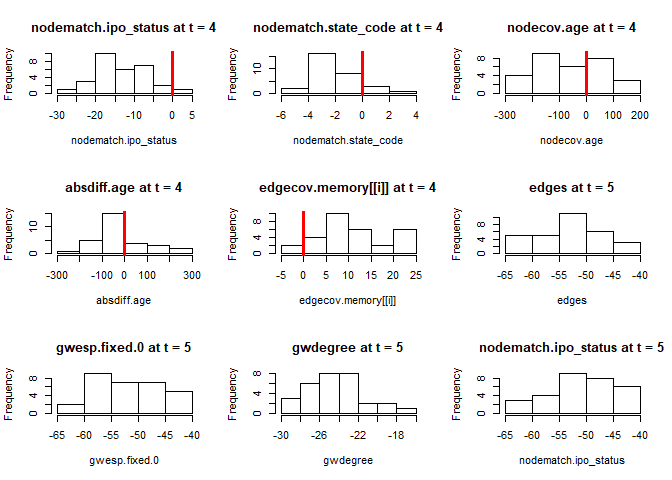 nodematch.ipo_status at t = 4
Frequency
0 4 8
-30 -20 -10 0 5
nodematch.ipo_status
nodematch.state_code at t = 4
Frequency
0 10
-6 -4 -2 0 2 4
nodematch.state_code
nodecov.age at t = 4
Frequency
0 4 8
-300 -100 0 100 200
nodecov.age
absdiff.age at t = 4
Frequency
0 10
-300 -100 0 100 300
absdiff.age
edgecov.memory[[i]] at t = 4
Frequency
0 4 8
-5 0 5 10 15 20 25
edgecov.memory[[i]]
edges at t = 5
Frequency
0 4 8
-65 -60 -55 -50 -45 -40
edges
gwesp.fixed.0 at t = 5
Frequency
0 4 8
-65 -60 -55 -50 -45 -40
gwesp.fixed.0
gwdegree at t = 5
Frequency
0 4 8
-30 -26 -22 -18
gwdegree
nodematch.ipo_status at t = 5
Frequency
0 4 8
-65 -60 -55 -50 -45 -40
nodematch.ipo_status